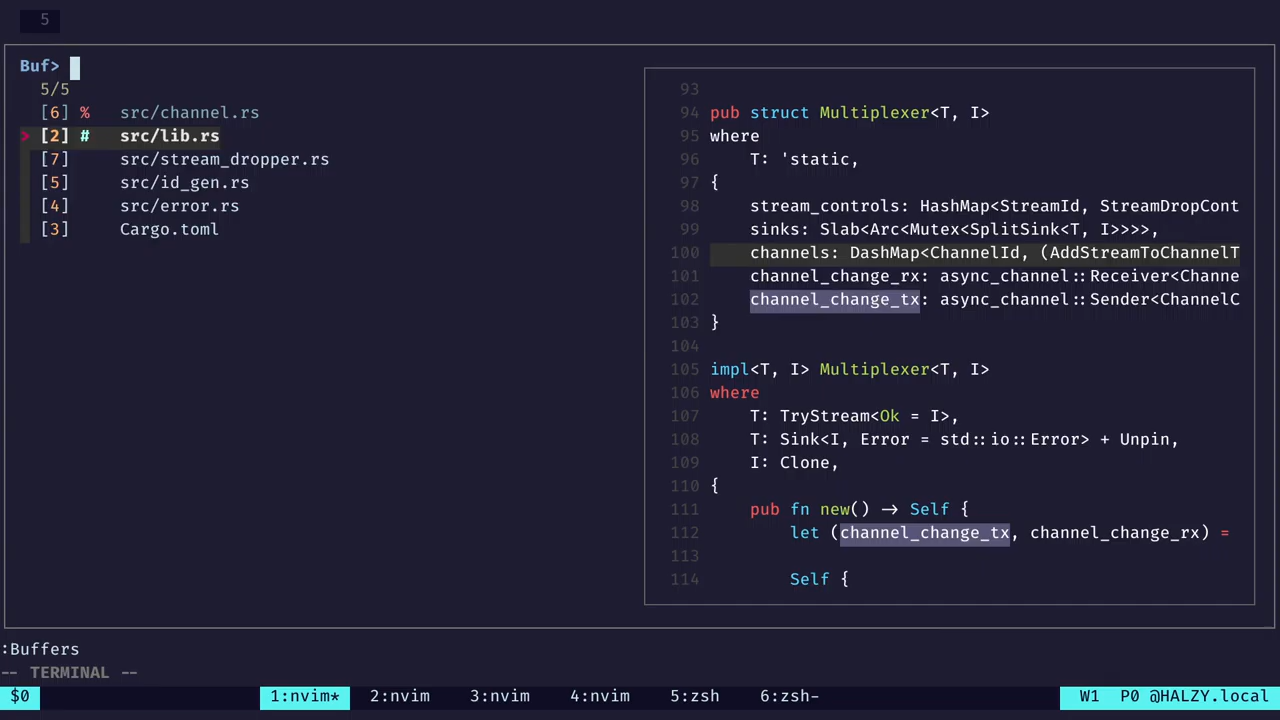 5
Buf>
5/5
[6] % src/channel.rs
> [2] # src/lib.rs
[7] src/stream_dropper.rs
[5] src/id_gen.rs
[4] src/error.rs
[3] Cargo.toml
93
94 pub struct Multiplexer<T, I>
95 where
96 T: 'static,
97 {
98 stream_controls: HashMap<StreamId, StreamDropCont
99 sinks: Slab<Arc<Mutex<SplitSink<T, I>>>>,
100 channels: DashMap<ChannelId, (AddStreamToChannelT
101 channel_change_rx: async_channel::Receiver<Channe
102 channel_change_tx: async_channel::Sender<ChannelC
103 }
104
105 impl<T, I> Multiplexer<T, I>
106 where
107 T: TryStream<Ok = I>,
108 T: Sink<I, Error = std::io::Error> + Unpin,
109 I: Clone,
110 {
111 pub fn new() -> Self {
112 let (channel_change_tx, channel_change_rx) =
113
114 Self {
:Buffers
-- TERMINAL --
$0 1:nvim* 2:nvim 3:nvim 4:nvim 5:zsh 6:zsh- W1 P0 @HALZY.local